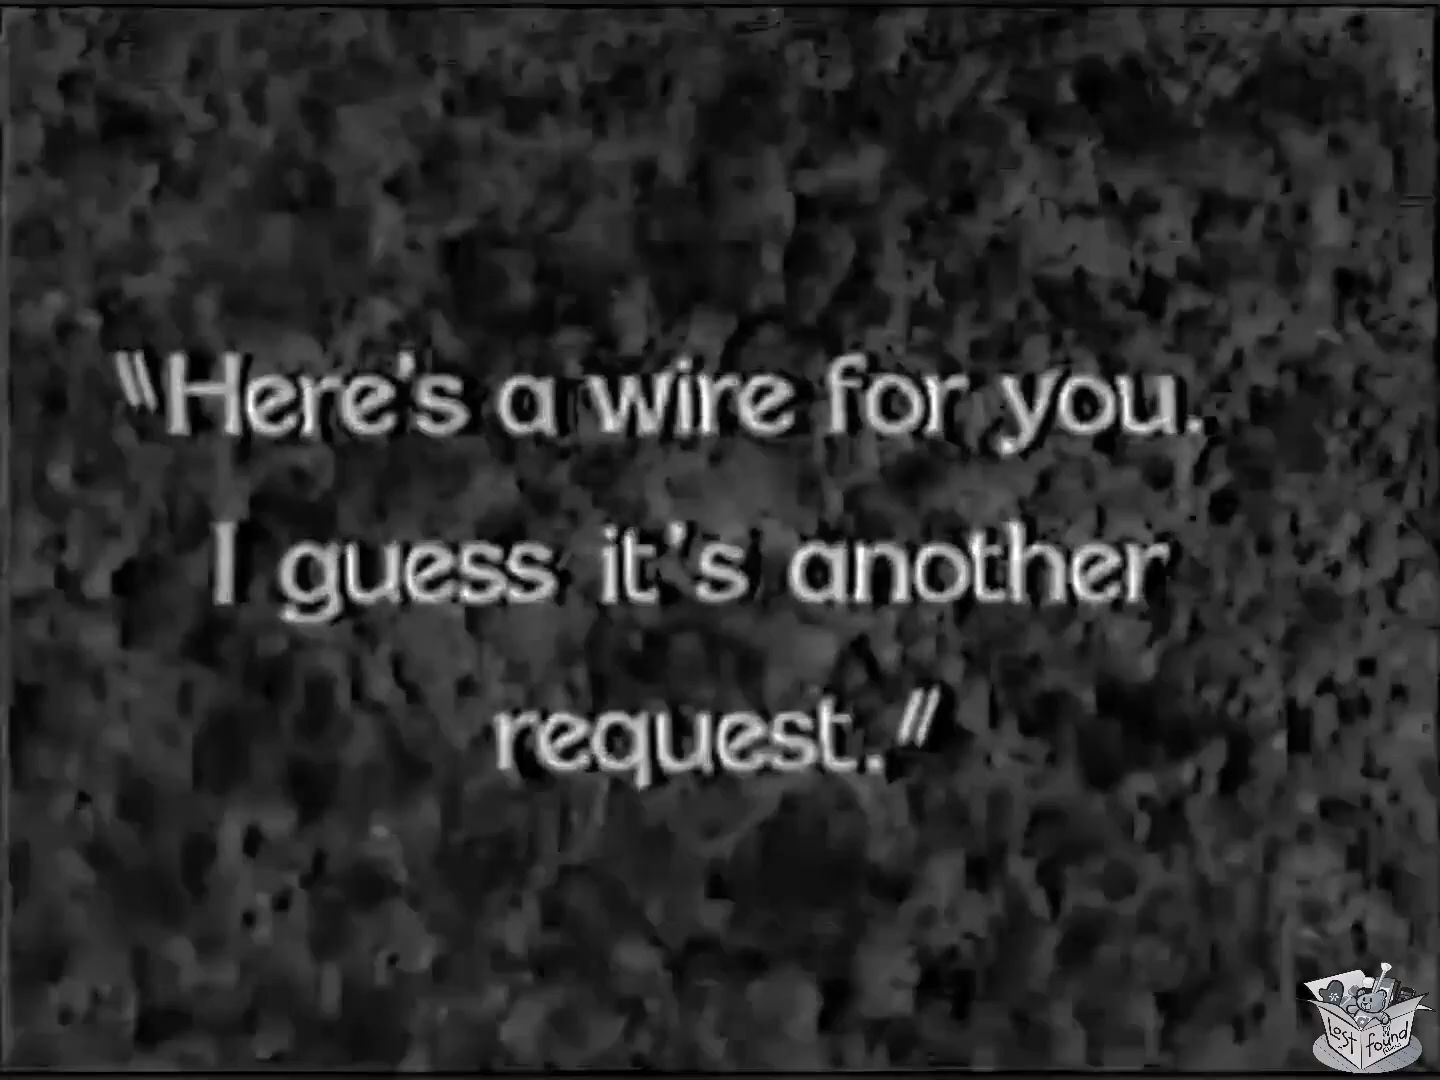 "Here's a wire for you.
I guess it's another
request."
Lost
found